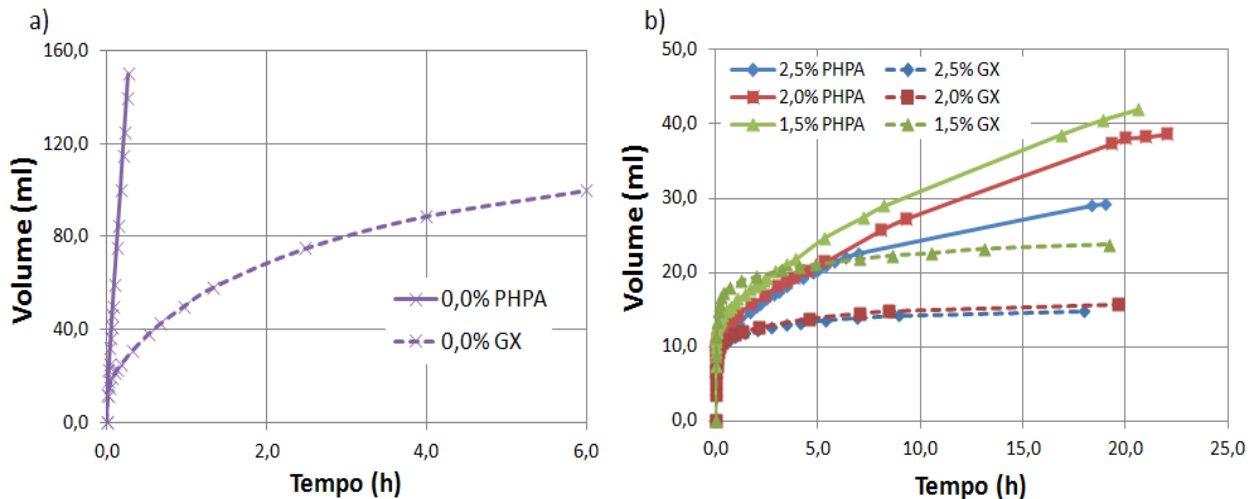 a)
160,0
120,0
80,0
40,0
0,0
Volume (ml)
0,0% PHPA
0,0% GX
0,0 2,0 4,0 6,0
Tempo (h)
b)
50,0
40,0
30,0
20,0
10,0
0,0
Volume (ml)
2,5% PHPA 2,5% GX
2,0% PHPA 2,0% GX
1,5% PHPA 1,5% GX
0,0 5,0 10,0 15,0 20,0 25,0
Tempo (h)